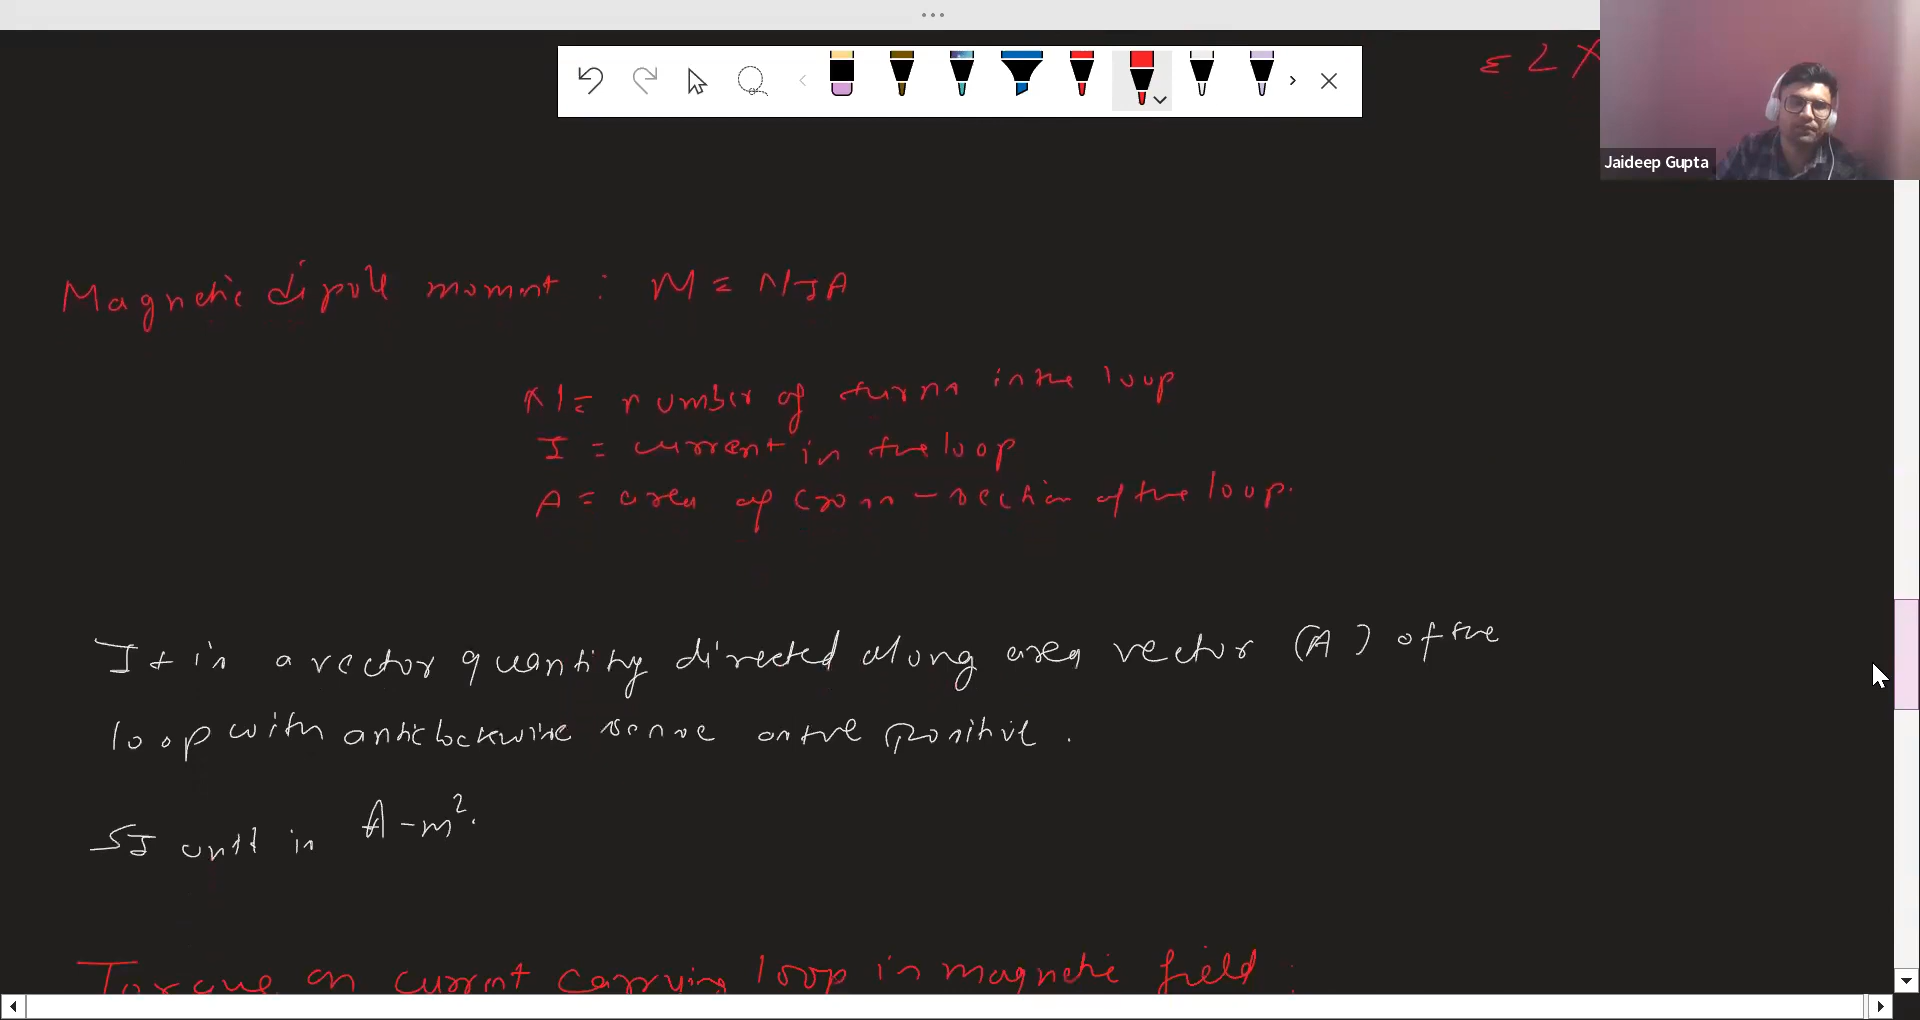 ε L X
Jaideep Gupta
Magnetic dipole moment : M = NIA
N = number of turns in the loop
I = current in the loop
A = area of cross-section of the loop.
It is a vector quantity directed along area vector (A) of the
loop with anticlockwise sense as the positive.
SI unit is A-m².
Torque on current carrying loop in magnetic field :